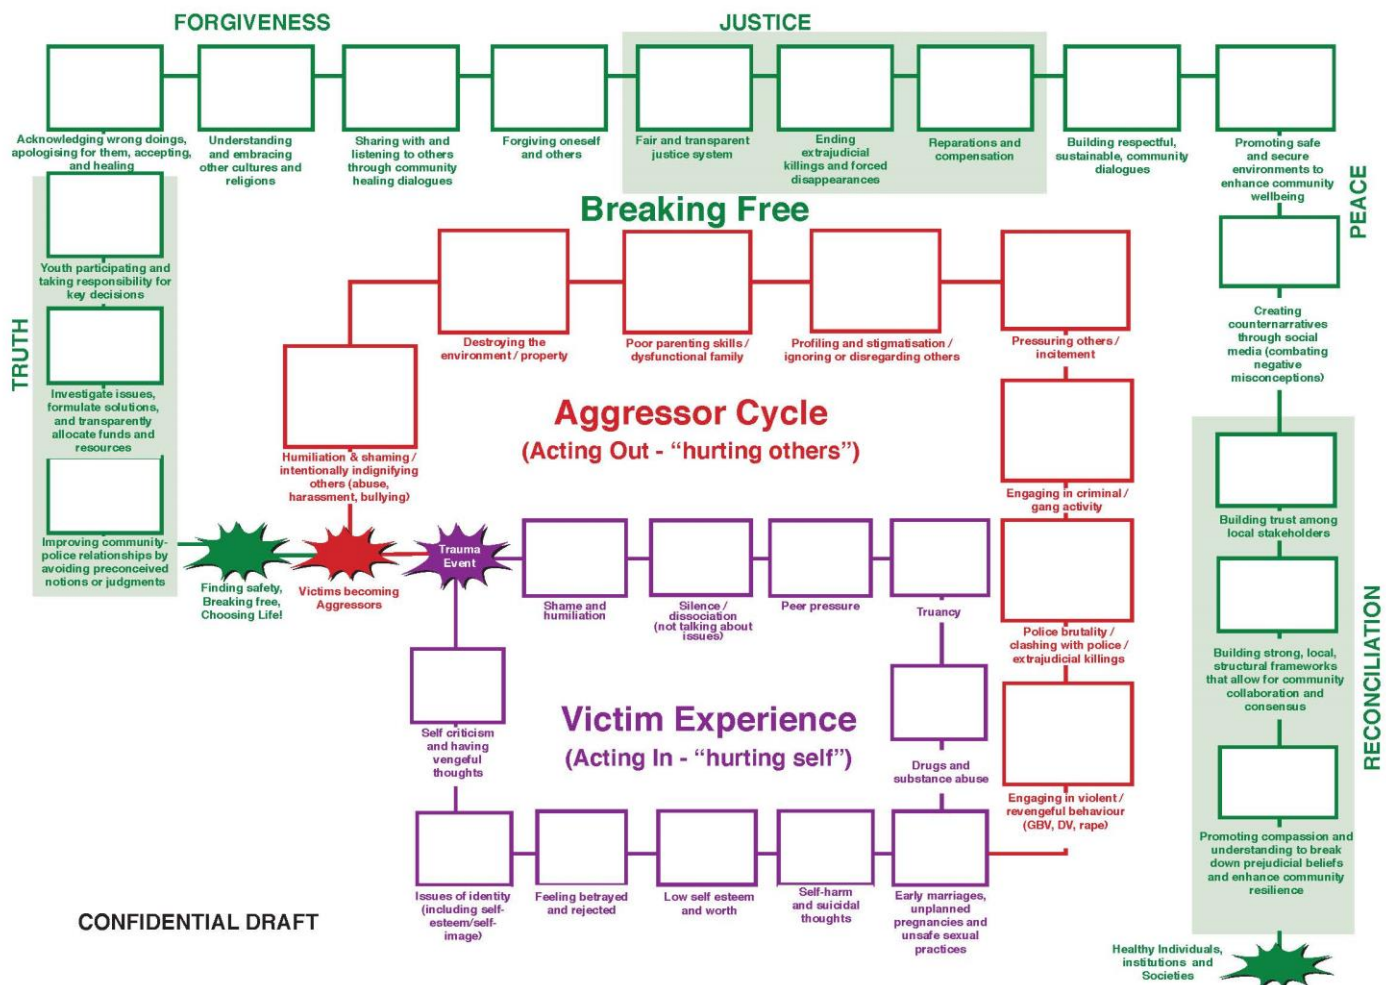 FORGIVENESS
JUSTICE
Acknowledging wrong doings,
apologising for them, accepting,
and healing
Understanding
and embracing
other cultures and
religions
Sharing with and
listening to others
through community
healing dialogues
Forgiving oneself
and others
Fair and transparent
justice system
Ending
extrajudicial
killings and forced
disappearances
Reparations and
compensation
Building respectful,
sustainable, community
dialogues
Promoting safe
and secure
environments to
enhance community
wellbeing
PEACE
Creating
counternarratives
through social
media (combating
negative
misconceptions)
RECONCILIATION
Building trust among
local stakeholders
Building strong, local,
structural frameworks
that allow for community
collaboration and
consensus
Promoting compassion and
understanding to break
down prejudicial beliefs
and enhance community
resilience
Healthy Individuals,
institutions and
Societies
TRUTH
Youth participating and
taking responsibility for
key decisions
Investigate issues,
formulate solutions,
and transparently
allocate funds and
resources
Improving community-
police relationships by
avoiding preconceived
notions or judgments
Finding safety,
Breaking free,
Choosing Life!
Breaking Free
Destroying the
environment / property
Poor parenting skills /
dysfunctional family
Profiling and stigmatisation /
ignoring or disregarding others
Pressuring others /
incitement
Humiliation & shaming /
intentionally indignifying
others (abuse,
harassment, bullying)
Aggressor Cycle
(Acting Out - “hurting others”)
Engaging in criminal /
gang activity
Victims becoming
Aggressors
Trauma
Event
Shame and
humiliation
Silence /
dissociation
(not talking about
issues)
Peer pressure
Truancy
Police brutality /
clashing with police /
extrajudicial killings
Self criticism
and having
vengeful
thoughts
Victim Experience
(Acting In - “hurting self”)
Drugs and
substance abuse
Engaging in violent /
revengeful behaviour
(GBV, DV, rape)
Issues of identity
(including self-
esteem/self-
image)
Feeling betrayed
and rejected
Low self esteem
and worth
Self-harm
and suicidal
thoughts
Early marriages,
unplanned
pregnancies and
unsafe sexual
practices
CONFIDENTIAL DRAFT